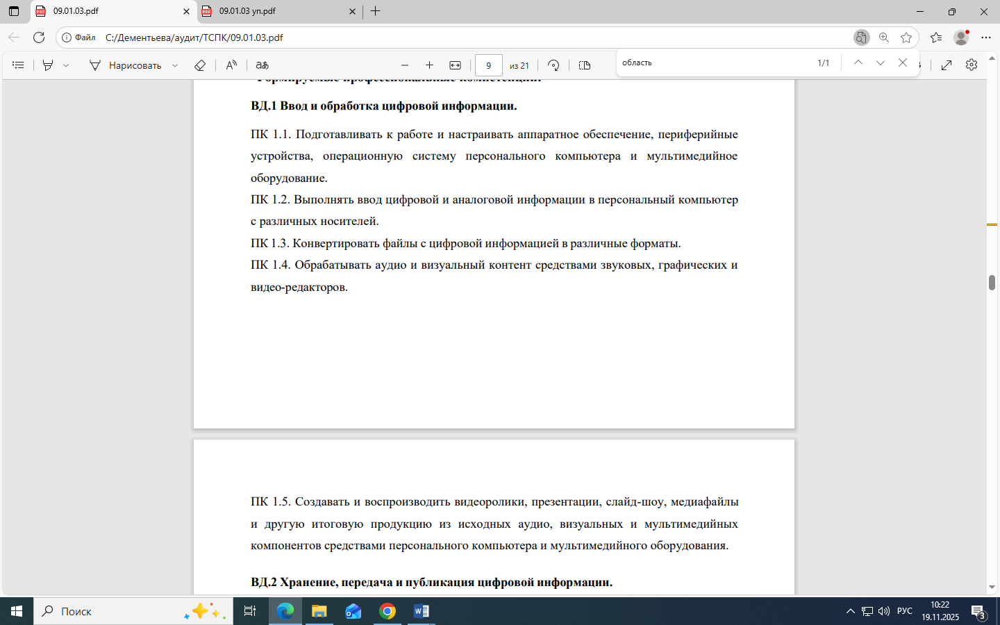 09.01.03.pdf
09.01.03 уп.pdf
Файл
C:/Дементьева/аудит/ТСПК/09.01.03.pdf
Нарисовать
aあ
9
из 21
область
1/1
Формируемые профессиональные компетенции:
ВД.1 Ввод и обработка цифровой информации.
ПК 1.1. Подготавливать к работе и настраивать аппаратное обеспечение, периферийные
устройства, операционную систему персонального компьютера и мультимедийное
оборудование.
ПК 1.2. Выполнять ввод цифровой и аналоговой информации в персональный компьютер
с различных носителей.
ПК 1.3. Конвертировать файлы с цифровой информацией в различные форматы.
ПК 1.4. Обрабатывать аудио и визуальный контент средствами звуковых, графических и
видео-редакторов.
ПК 1.5. Создавать и воспроизводить видеоролики, презентации, слайд-шоу, медиафайлы
и другую итоговую продукцию из исходных аудио, визуальных и мультимедийных
компонентов средствами персонального компьютера и мультимедийного оборудования.
ВД.2 Хранение, передача и публикация цифровой информации.
Поиск
РУС
10:22
19.11.2025
3